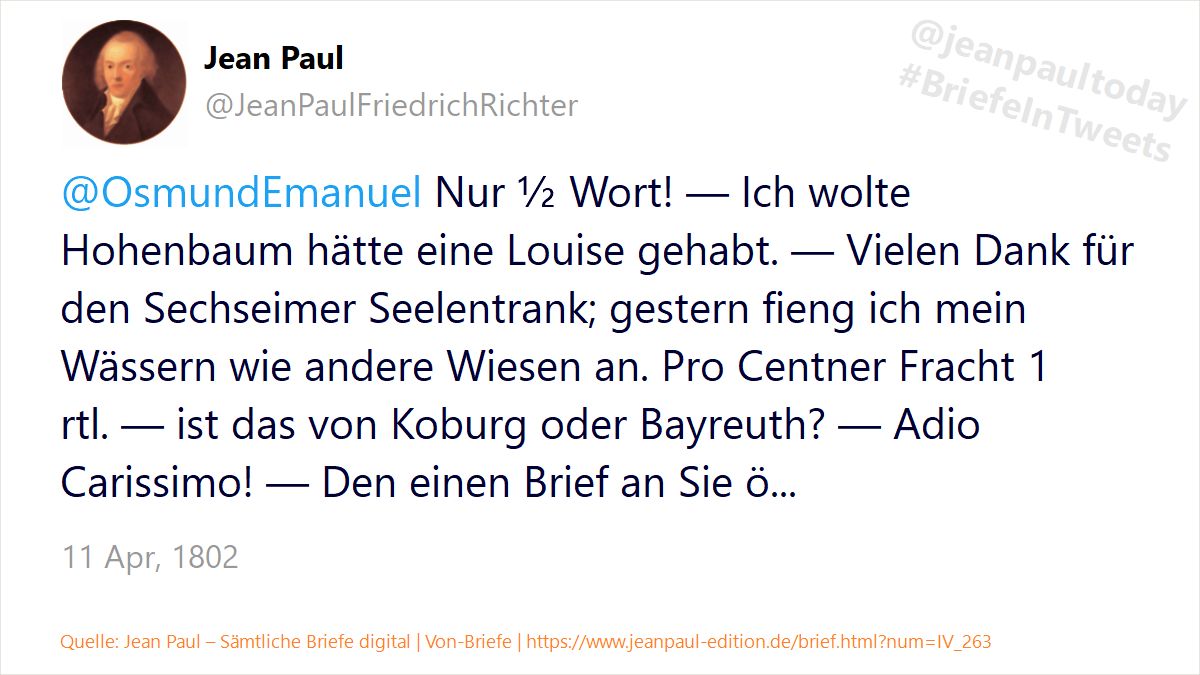 Jean Paul
@JeanPaulFriedrichRichter
@jeanpaultoday
#BriefeInTweets
@OsmundEmanuel Nur ½ Wort! — Ich wolte
Hohenbaum hätte eine Louise gehabt. — Vielen Dank für
den Sechseimer Seelentrank; gestern fieng ich mein
Wässern wie andere Wiesen an. Pro Centner Fracht 1
rtl. — ist das von Koburg oder Bayreuth? — Adio
Carissimo! — Den einen Brief an Sie ö...
11 Apr, 1802
Quelle: Jean Paul – Sämtliche Briefe digital | Von-Briefe | https://www.jeanpaul-edition.de/brief.html?num=IV_263